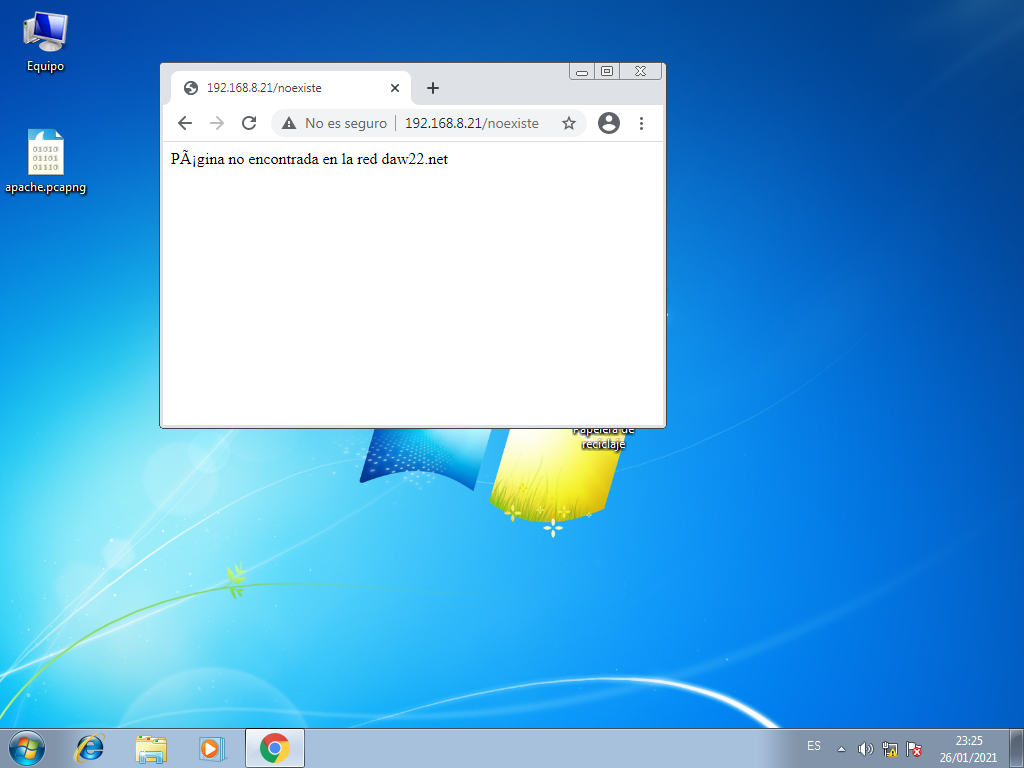 Equipo
apache.pcapng
192.168.8.21/noexiste
No es seguro
192.168.8.21/noexiste
PÃ¡gina no encontrada en la red daw22.net
Papelera de
reciclaje
ES
23:25
26/01/2021